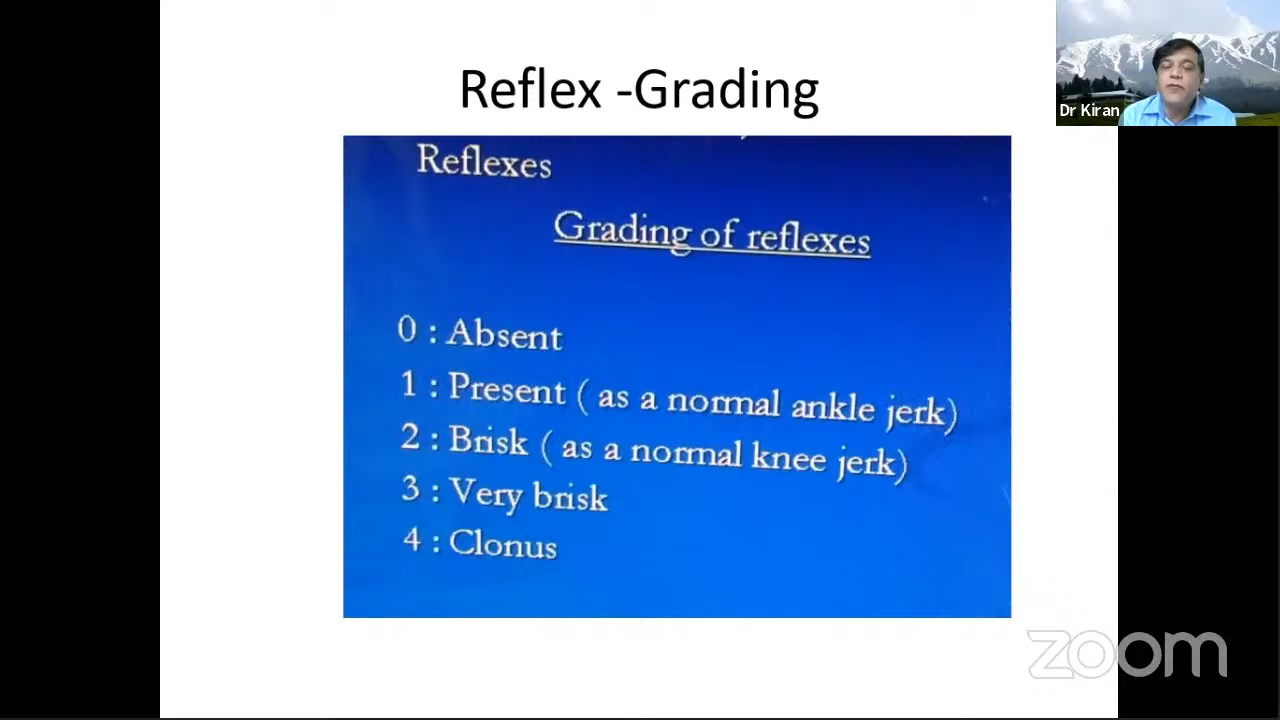 Reflex -Grading
Dr Kiran
Reflexes
Grading of reflexes
0 : Absent
1 : Present ( as a normal ankle jerk)
2 : Brisk ( as a normal knee jerk)
3 : Very brisk
4 : Clonus
zoom